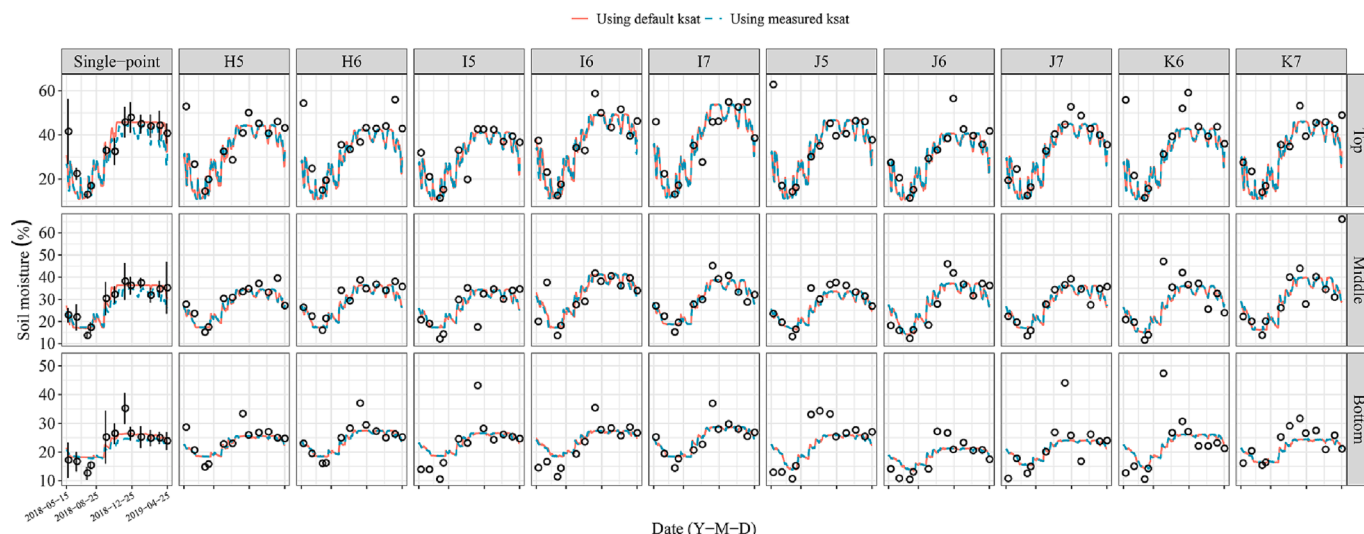 Using default ksat Using measured ksat
Single−point H5 H6 I5 I6 I7 J5 J6 J7 K6 K7
60
40
20
Top
60
50
40
30
20
10
Middle
50
40
30
20
10
Bottom
Soil moisture (%)
2018−05−15 2018−08−25 2018−12−25 2019−04−25
Date (Y−M−D)